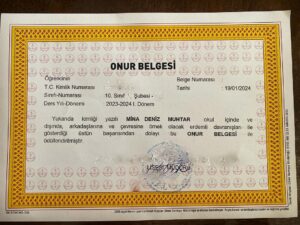 ONUR BELGESİ
Öğrencinin Belge Numarası
T.C. Kimlik Numarası Tarihi : 19/01/2024
Sınıfı-Numarası 10. Sınıf Şubesi -
Ders Yılı-Dönemi : 2023-2024 I. Dönem
Yukarıda kimliği yazılı MİNA DENİZ MUHTAR okul içinde ve
dışında, arkadaşlarına ve çevresine örnek olacak erdemli davranışları ile
gösterdiği üstün başarısından dolayı bu ONUR BELGESİ ile
ödüllendirilmiştir.